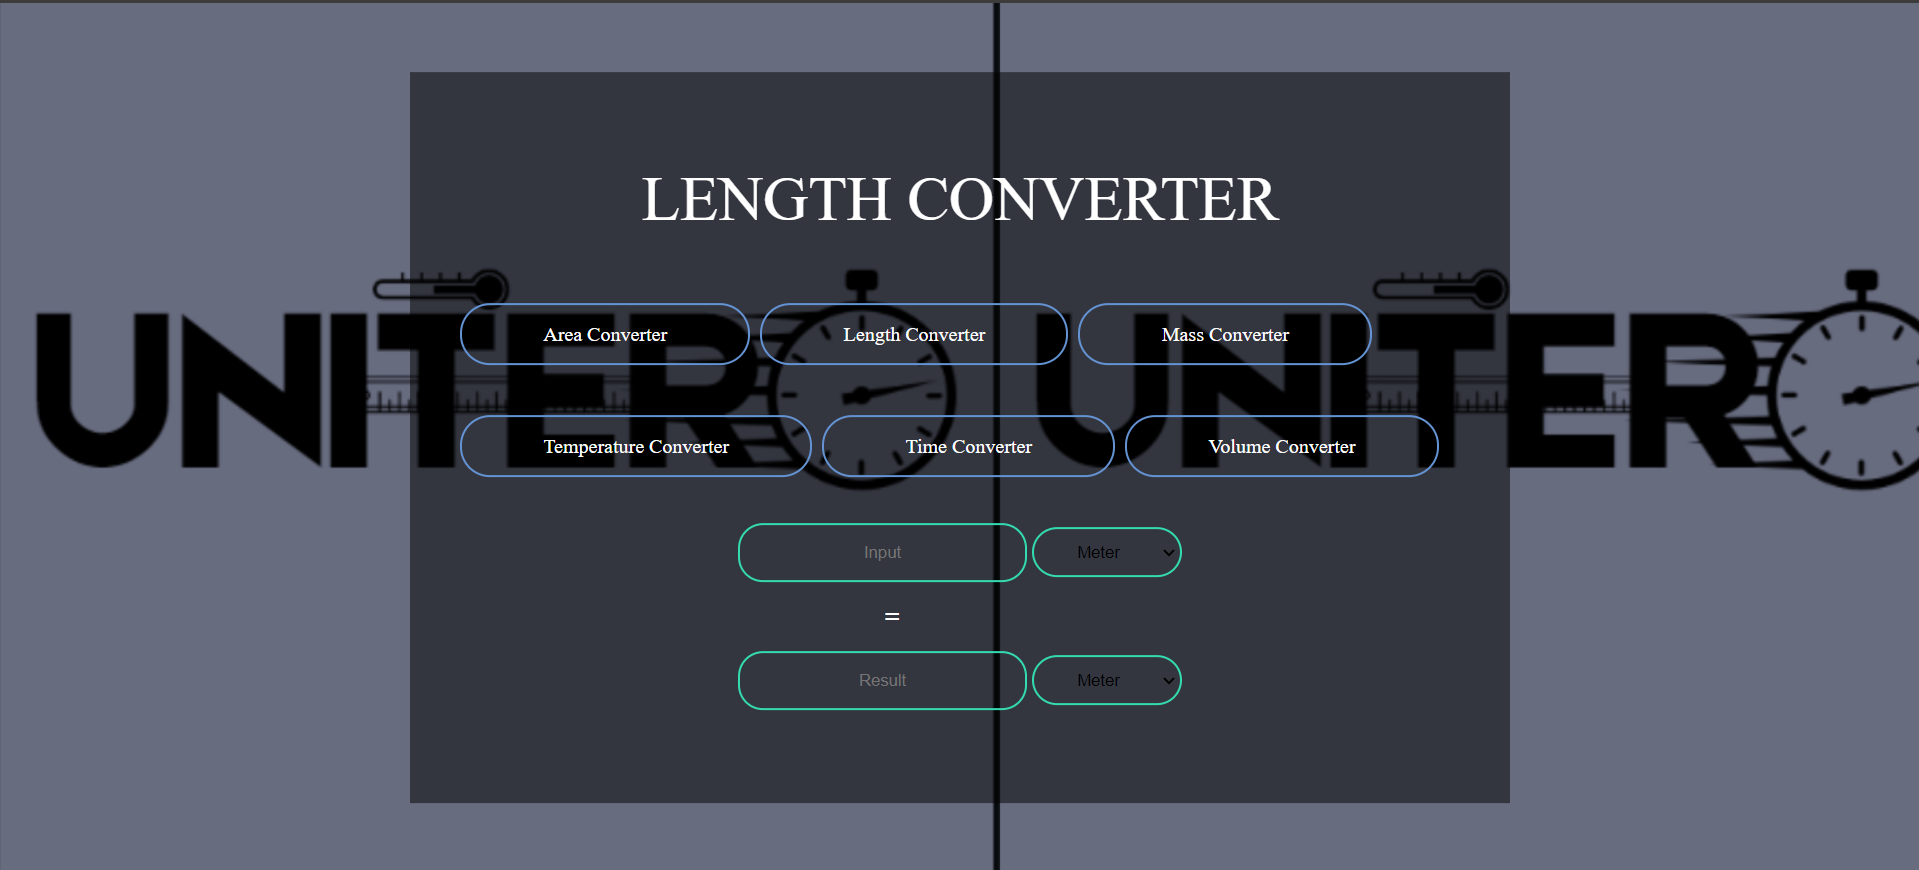 LENGTH CONVERTER
UNITER UNITER
Area Converter Length Converter Mass Converter
Temperature Converter Time Converter Volume Converter
Input Meter
=
Result Meter